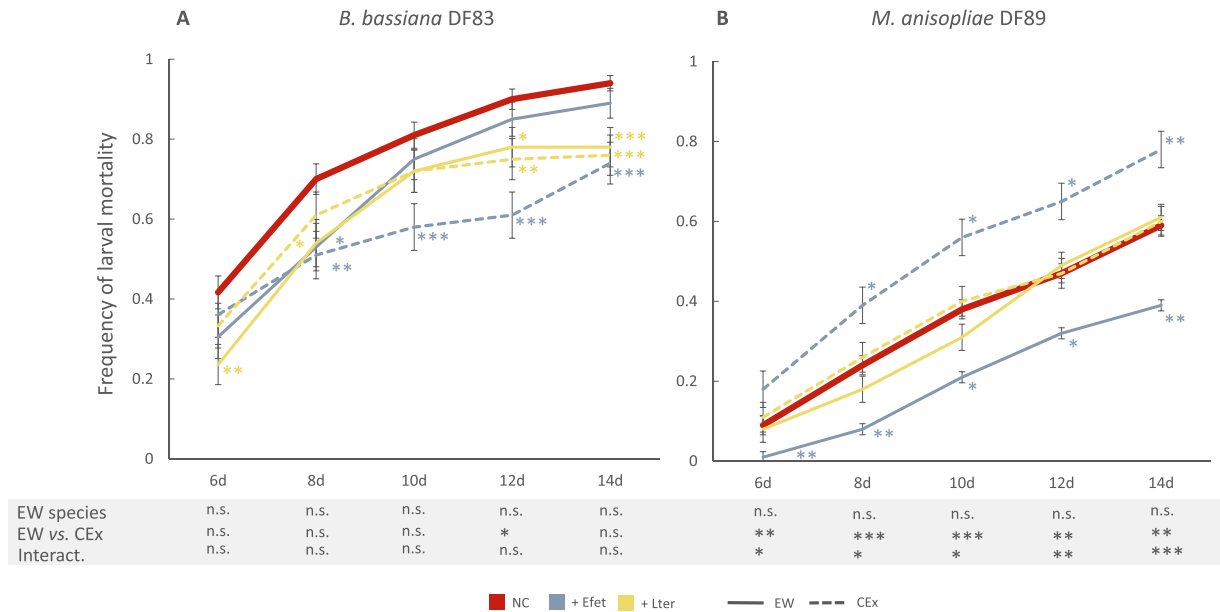 A B. bassiana DF83
B M. anisopliae DF89
Frequency of larval mortality
1
0.8
0.6
0.4
0.2
0
** * * ** *** * ** *** *** *** ***
6d 8d 10d 12d 14d
1
0.8
0.6
0.4
0.2
0
** * ** * * * * ** **
6d 8d 10d 12d 14d
EW species n.s. n.s. n.s. n.s. n.s. n.s. n.s. n.s. n.s. n.s.
EW vs. CEx n.s. n.s. n.s. * n.s. ** *** *** ** **
Interact. n.s. n.s. n.s. n.s. n.s. * * * ** ***
NC + Efet + Lter EW CEx